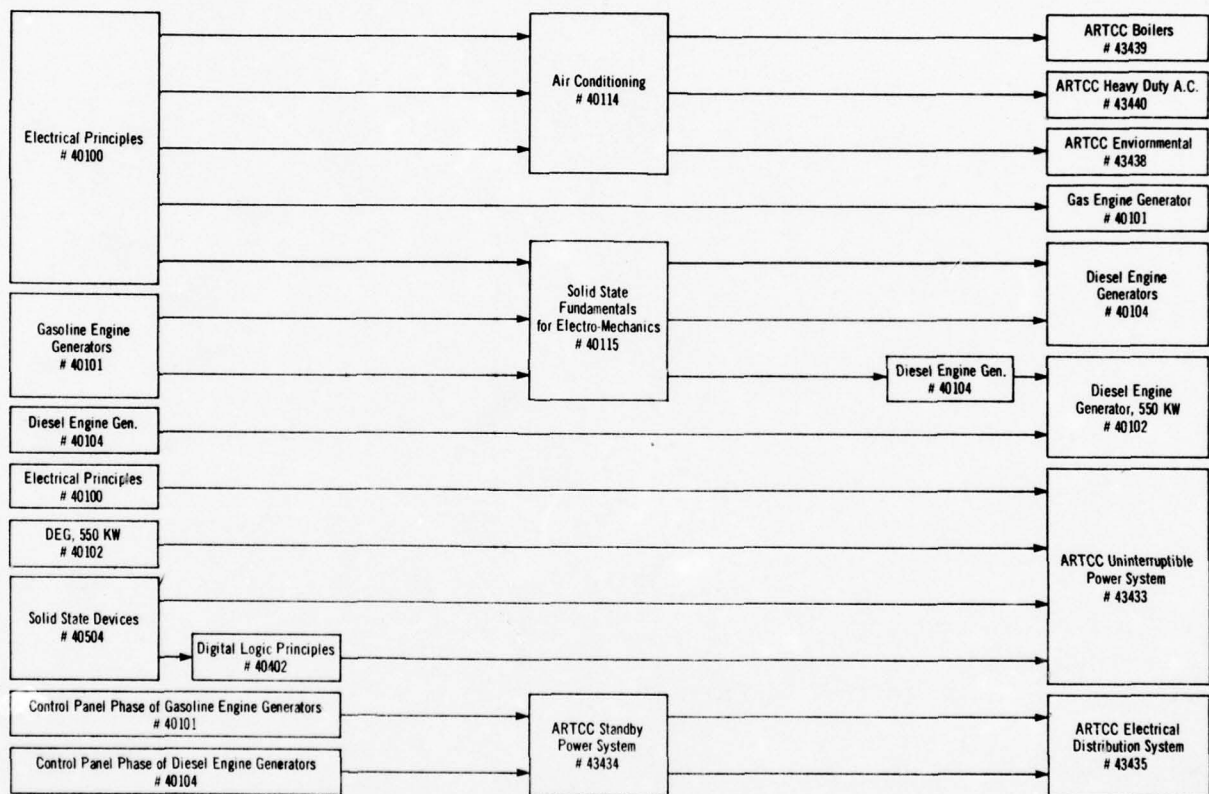 Electrical Principles
# 40100
Gasoline Engine
Generators
# 40101
Diesel Engine Gen.
# 40104
Electrical Principles
# 40100
DEG, 550 KW
# 40102
Solid State Devices
# 40504
Digital Logic Principles
# 40402
Control Panel Phase of Gasoline Engine Generators
# 40101
Control Panel Phase of Diesel Engine Generators
# 40104
Air Conditioning
# 40114
Solid State
Fundamentals
for Electro-Mechanics
# 40115
Diesel Engine Gen.
# 40104
ARTCC Standby
Power System
# 43434
ARTCC Boilers
# 43439
ARTCC Heavy Duty A.C.
# 43440
ARTCC Enviornmental
# 43438
Gas Engine Generator
# 40101
Diesel Engine
Generators
# 40104
Diesel Engine
Generator, 550 KW
# 40102
ARTCC Uninterruptible
Power System
# 43433
ARTCC Electrical
Distribution System
# 43435